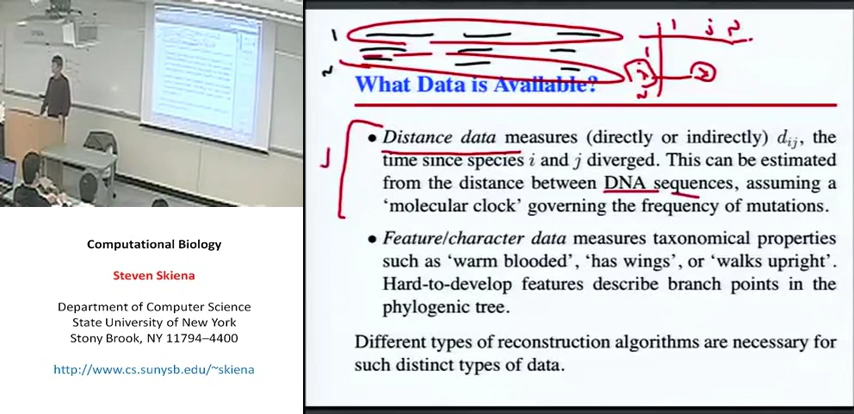 Computational Biology
Steven Skiena
Department of Computer Science
State University of New York
Stony Brook, NY 11794–4400
http://www.cs.sunysb.edu/~skiena
1
n
1 j n
1
i
n
What Data is Available?
• Distance data measures (directly or indirectly) dij, the
time since species i and j diverged. This can be estimated
from the distance between DNA sequences, assuming a
‘molecular clock’ governing the frequency of mutations.
• Feature/character data measures taxonomical properties
such as ‘warm blooded’, ‘has wings’, or ‘walks upright’.
Hard-to-develop features describe branch points in the
phylogenic tree.
Different types of reconstruction algorithms are necessary for
such distinct types of data.